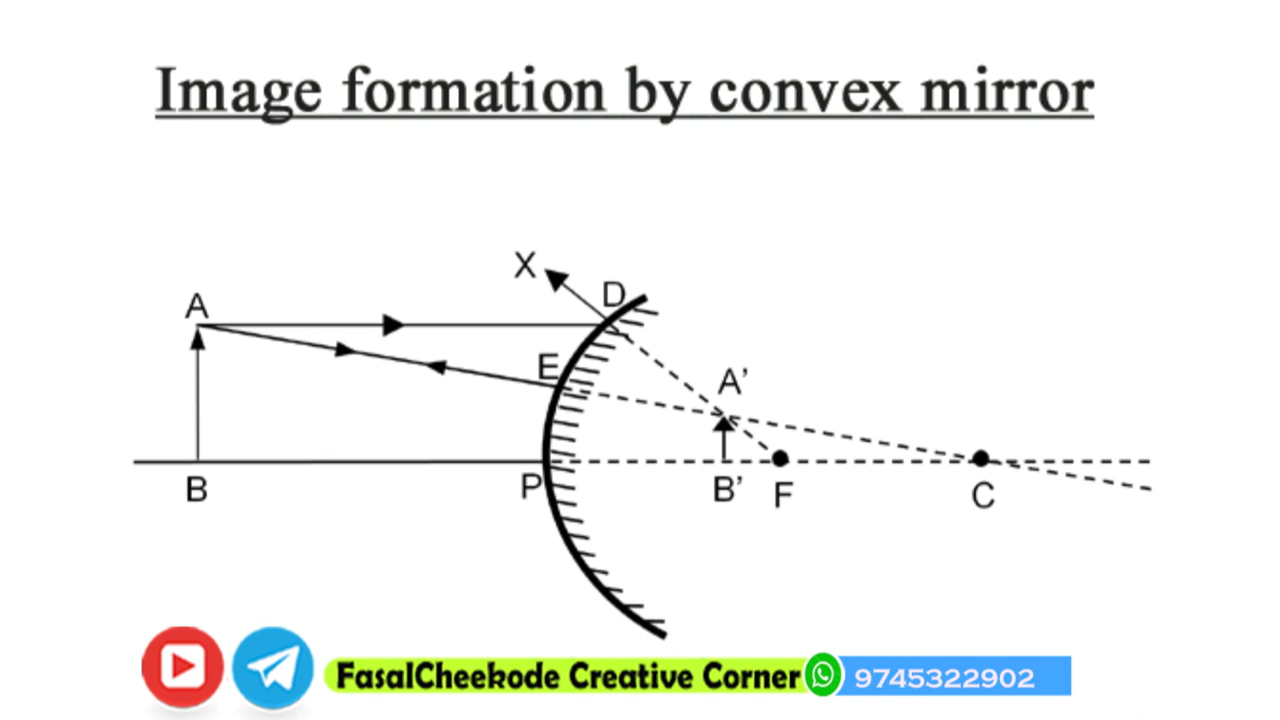 Image formation by convex mirror
X
D
A
E
A’
B
P
B’
F
C
FasalCheekode Creative Corner
9745322902